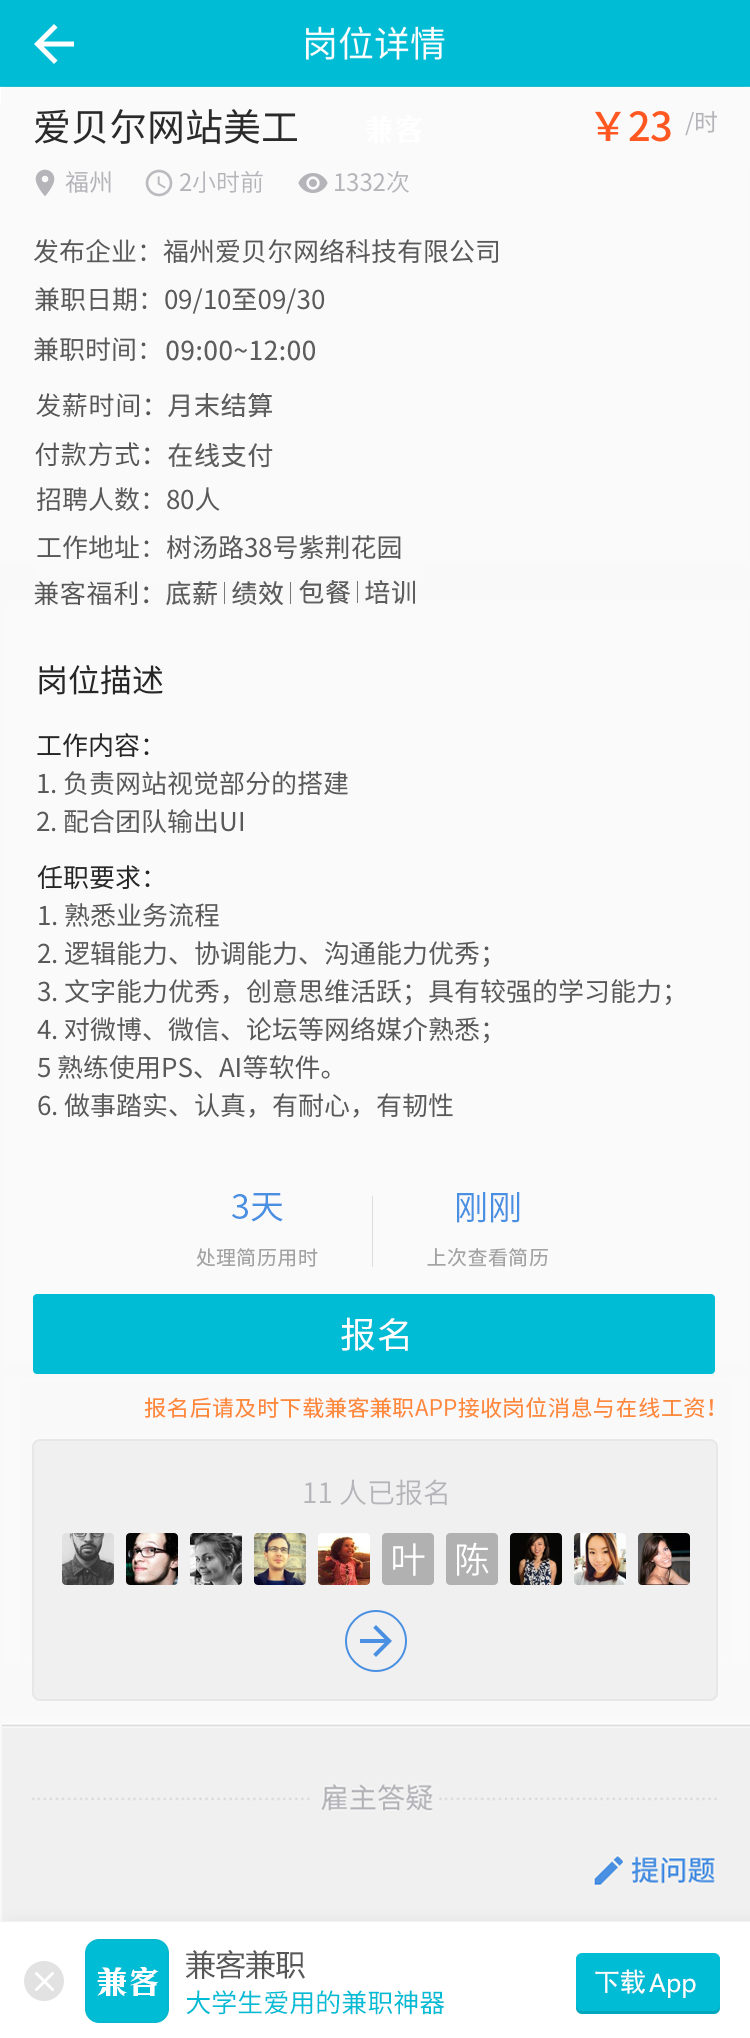 岗位详情
爱贝尔网站美工 兼客 ¥23 /时
福州 2小时前 1332次
发布企业：福州爱贝尔网络科技有限公司
兼职日期：09/10至09/30
兼职时间：09:00~12:00
发薪时间：月末结算
付款方式：在线支付
招聘人数：80人
工作地址：树汤路38号紫荆花园
兼客福利：底薪|绩效|包餐|培训
岗位描述
工作内容：
1. 负责网站视觉部分的搭建
2. 配合团队输出UI
任职要求：
1. 熟悉业务流程
2. 逻辑能力、协调能力、沟通能力优秀；
3. 文字能力优秀，创意思维活跃；具有较强的学习能力；
4. 对微博、微信、论坛等网络媒介熟悉；
5 熟练使用PS、AI等软件。
6. 做事踏实、认真，有耐心，有韧性
3天 刚刚
处理简历用时 上次查看简历
报名
报名后请及时下载兼客兼职APP接收岗位消息与在线工资！
11 人已报名
叶 陈
雇主答疑
提问题
兼客 兼客兼职 下载App
大学生爱用的兼职神器